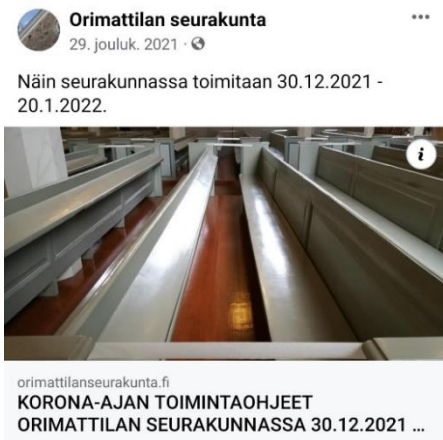 Orimattilan seurakunta
29. jouluk. 2021 ·
Näin seurakunnassa toimitaan 30.12.2021 -
20.1.2022.
i
orimattilanseurakunta.fi
KORONA-AJAN TOIMINTAOHJEET
ORIMATTILAN SEURAKUNNASSA 30.12.2021 ...